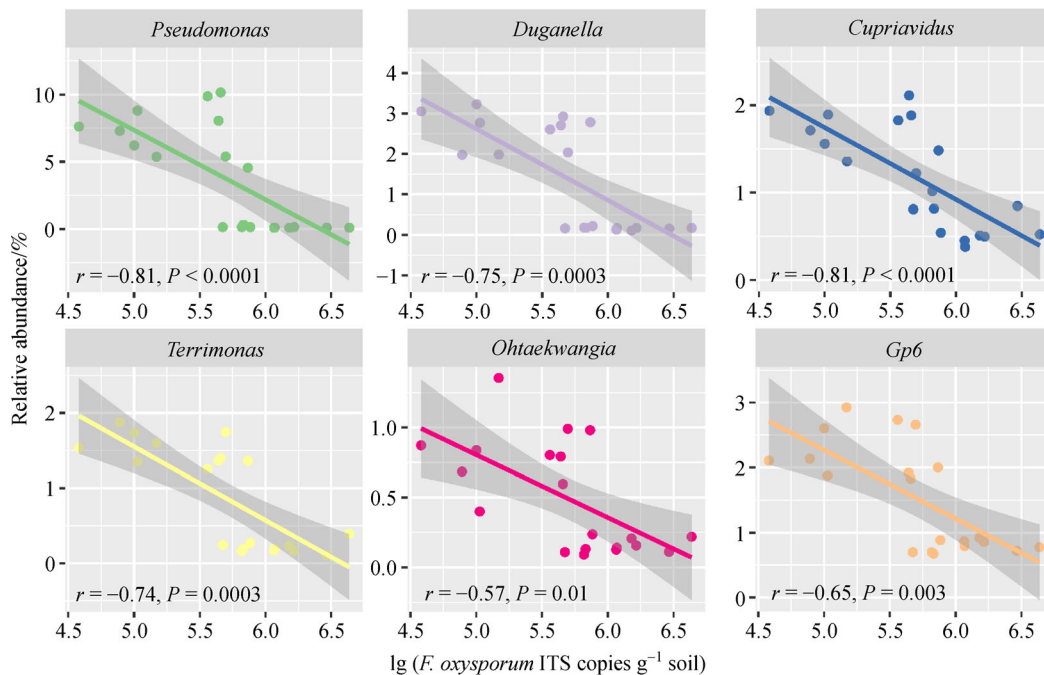 Pseudomonas
Duganella
Cupriavidus
10
5
0
4
3
2
1
0
−1
2
1
0
r = −0.81, P < 0.0001
r = −0.75, P = 0.0003
r = −0.81, P < 0.0001
4.5 5.0 5.5 6.0 6.5
4.5 5.0 5.5 6.0 6.5
4.5 5.0 5.5 6.0 6.5
Relative abundance/%
Terrimonas
Ohtaekwangia
Gp6
2
1
0
1.0
0.5
0.0
3
2
1
0
r = −0.74, P = 0.0003
r = −0.57, P = 0.01
r = −0.65, P = 0.003
4.5 5.0 5.5 6.0 6.5
4.5 5.0 5.5 6.0 6.5
4.5 5.0 5.5 6.0 6.5
lg (F. oxysporum ITS copies g⁻¹ soil)